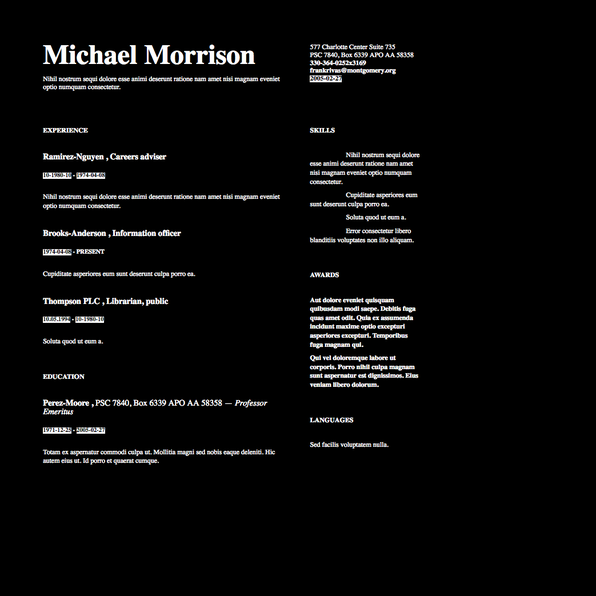 Michael Morrison
Nihil nostrum sequi dolore esse animi deserunt ratione nam amet nisi magnam eveniet
optio numquam consectetur.
577 Charlotte Center Suite 735
PSC 7840, Box 6339 APO AA 58358
330-364-0252x3169
frankrivas@montgomery.org
2005-02-27
EXPERIENCE
Ramirez-Nguyen , Careers adviser
10-1980-10 - 1974-04-08
Nihil nostrum sequi dolore esse animi deserunt ratione nam amet nisi magnam eveniet
optio numquam consectetur.
Brooks-Anderson , Information officer
1974-04-08 - PRESENT
Cupiditate asperiores eum sunt deserunt culpa porro ea.
Thompson PLC , Librarian, public
10.05.1994 - 10-1980-10
Soluta quod ut eum a.
EDUCATION
Perez-Moore , PSC 7840, Box 6339 APO AA 58358 — Professor
Emeritus
1971-12-25 - 2005-02-27
Totam ex aspernatur commodi culpa ut. Mollitia magni sed nobis eaque deleniti. Hic
autem eius ut. Id porro et quaerat cumque.
SKILLS
Nihil nostrum sequi dolore
esse animi deserunt ratione nam amet
nisi magnam eveniet optio numquam
consectetur.
Cupiditate asperiores eum
sunt deserunt culpa porro ea.
Soluta quod ut eum a.
Error consectetur libero
blanditiis voluptates non illo aliquam.
AWARDS
Aut dolore eveniet quisquam
quibusdam modi saepe. Debitis fuga
quas amet odit. Quia ex assumenda
incidunt maxime optio excepturi
asperiores excepturi. Temporibus
fuga magnam qui.
Qui vel doloremque labore ut
corporis. Porro nihil culpa magnam
sunt aspernatur est dignissimos. Eius
veniam libero dolorum.
LANGUAGES
Sed facilis voluptatem nulla.